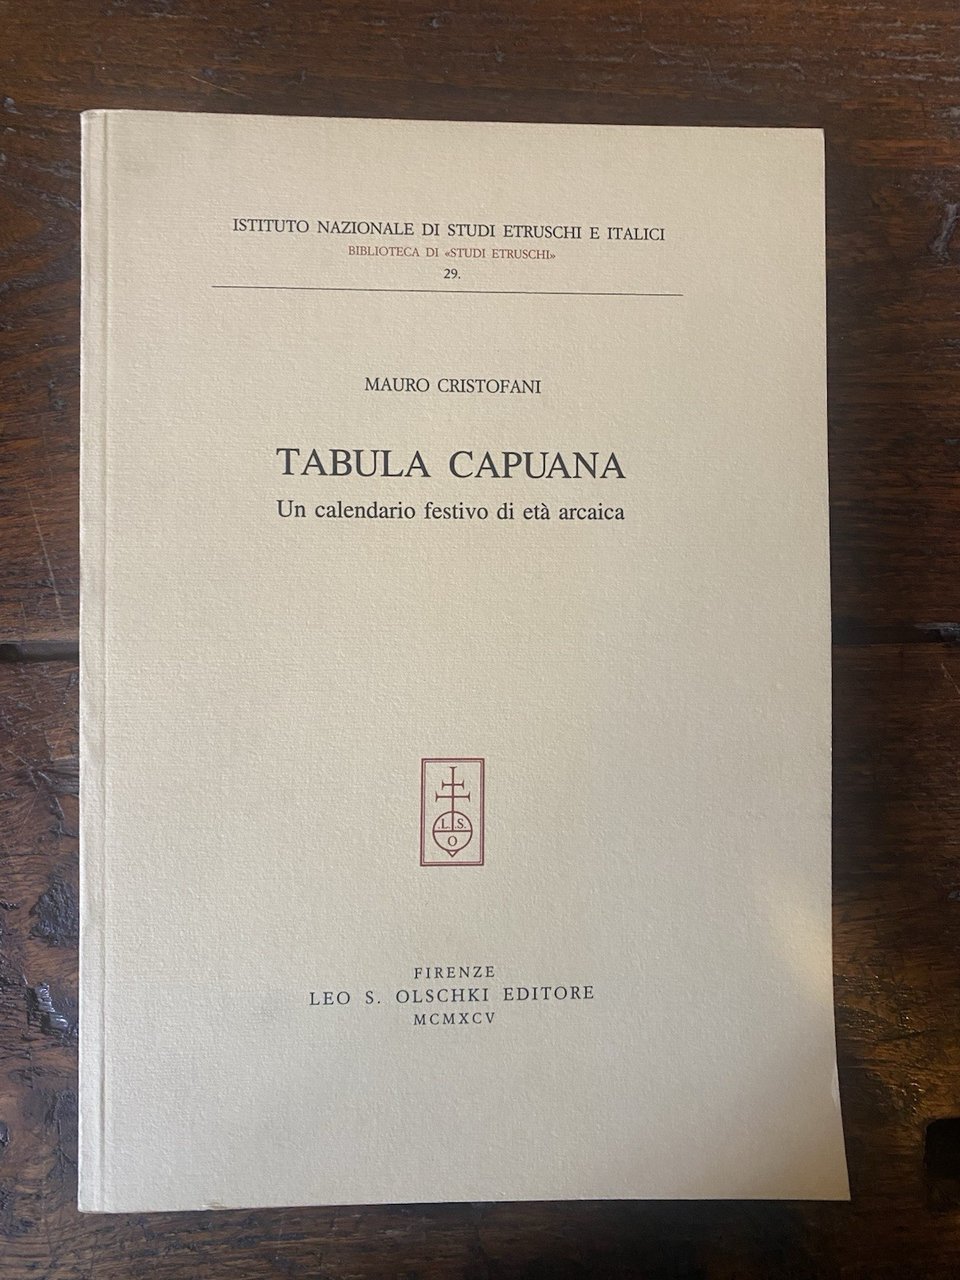 ISTITUTO NAZIONALE DI STUDI ETRUSCHI E ITALICI
BIBLIOTECA DI «STUDI ETRUSCHI»
29.
MAURO CRISTOFANI
TABULA CAPUANA
Un calendario festivo di età arcaica
.L.S.
O
FIRENZE
LEO S. OLSCHKI EDITORE
MCMXCV